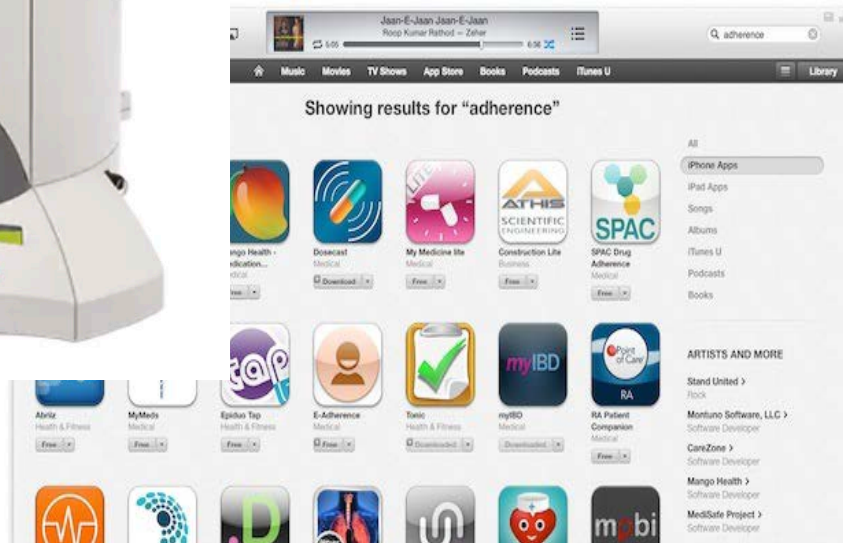 Jaan-E-Jaan Jaan-E-Jaan
Roop Kumar Rathod — Zeher
adherence
Music Movies TV Shows App Store Books Podcasts iTunes U
Library
Showing results for “adherence”
All
iPhone Apps
iPad Apps
Songs
Albums
iTunes U
Podcasts
Books
LITE
ATHIS
SCIENTIFIC
ENGINEERING
SPAC
ango Health -
edication...
Free
Dosecast
Medical
Download
My Medicine lite
Medical
Free
Construction Lite
Business
Free
SPAC Drug
Adherence
Medical
Free
tap
myIBD
Point
of Care
RA
Abriiz
Health & Fitness
Free
MyMeds
Medical
Free
Epiduo Tap
Health & Fitness
Free
E-Adherence
Medical
Free
Tonic
Health & Fitness
Downloaded
myIBD
Medical
Downloaded
RA Patient
Companion
Medical
Free
ARTISTS AND MORE
Stand United >
Rock
Montuno Software, LLC >
Software Developer
CareZone >
Software Developer
Mango Health >
Software Developer
MediSafe Project >
Software Developer